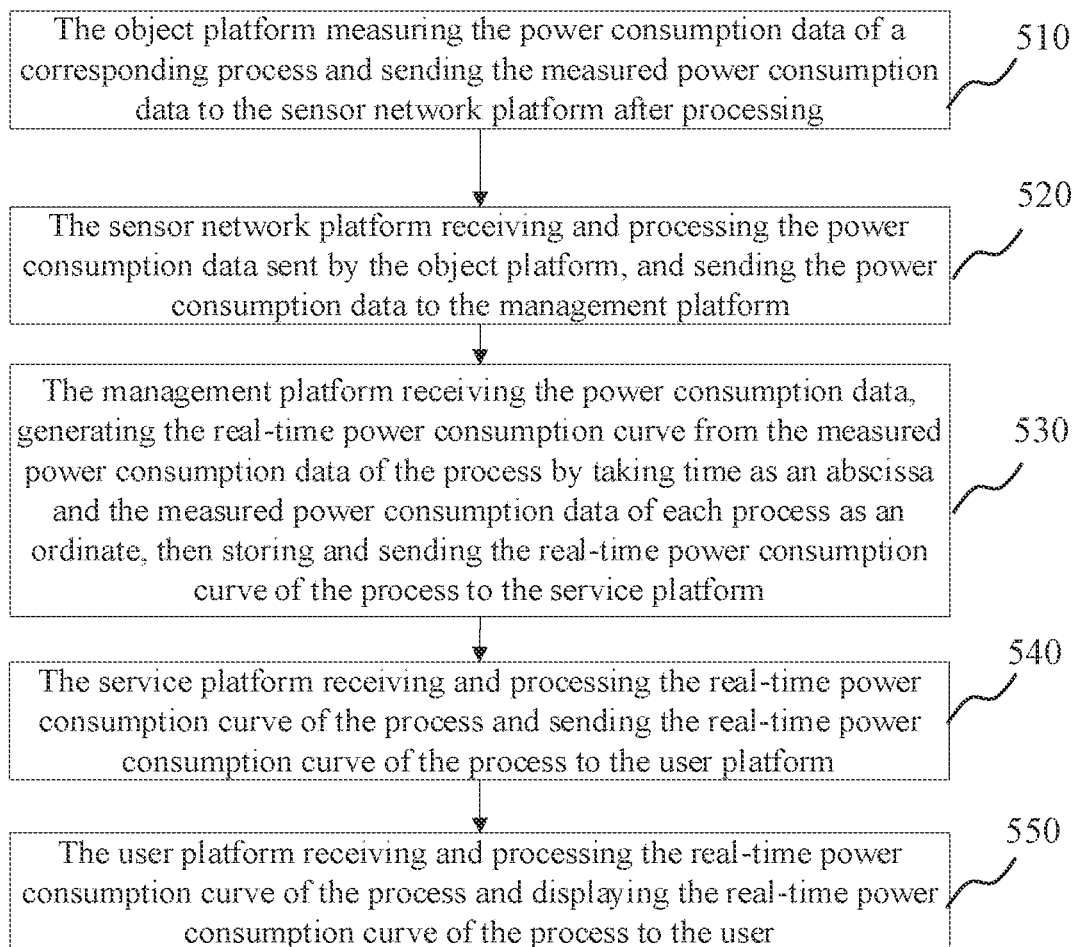 The object platform measuring the power consumption data of a
corresponding process and sending the measured power consumption
data to the sensor network platform after processing
510
The sensor network platform receiving and processing the power
consumption data sent by the object platform, and sending the power
consumption data to the management platform
520
The management platform receiving the power consumption data,
generating the real-time power consumption curve from the measured
power consumption data of the process by taking time as an abscissa
and the measured power consumption data of each process as an
ordinate, then storing and sending the real-time power consumption
curve of the process to the service platform
530
The service platform receiving and processing the real-time power
consumption curve of the process and sending the real-time power
consumption curve of the process to the user platform
540
The user platform receiving and processing the real-time power
consumption curve of the process and displaying the real-time power
consumption curve of the process to the user
550